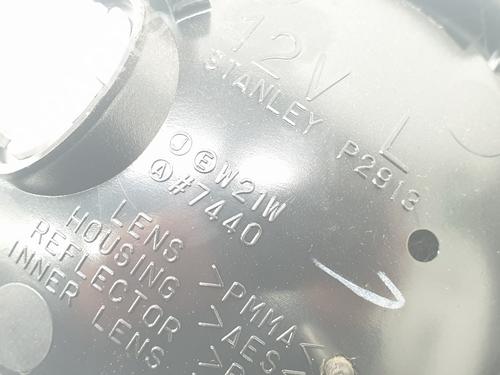 12V L
STANLEY P2913
J E W21W
A #7440
LENS >PMMA<
HOUSING >AES<
REFLECTOR >P
INNER LENS